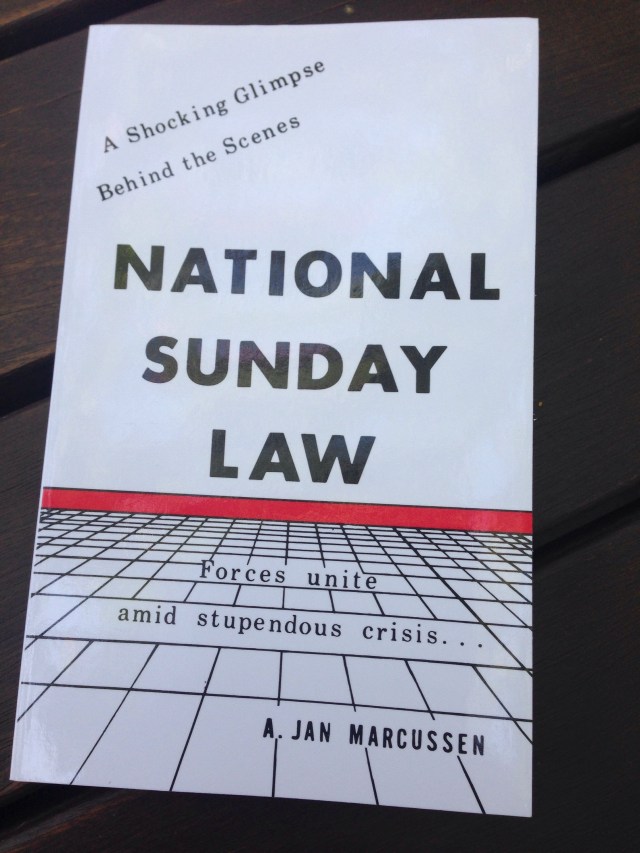 A Shocking Glimpse
Behind the Scenes
NATIONAL
SUNDAY
LAW
Forces unite
amid stupendous crisis...
A. JAN MARCUSSEN